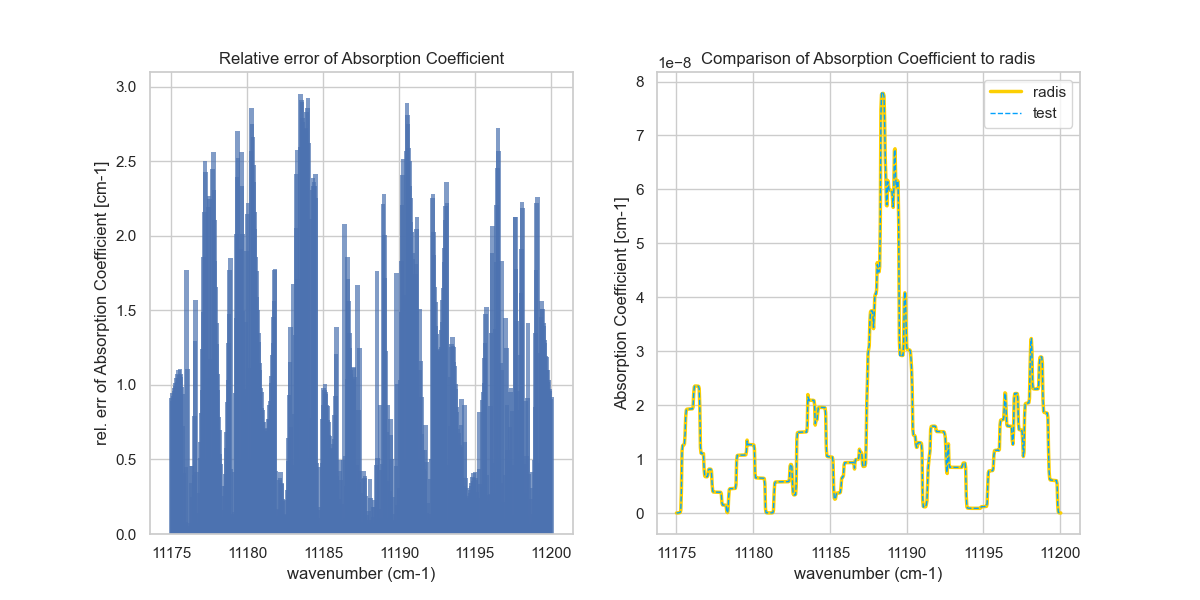 Relative error of Absorption Coefficient
3.0
2.5
2.0
1.5
1.0
0.5
0.0
rel. err of Absorption Coefficient [cm-1]
11175 11180 11185 11190 11195 11200
wavenumber (cm-1)
Comparison of Absorption Coefficient to radis
1e−8
8
7
6
5
4
3
2
1
0
Absorption Coefficient [cm-1]
radis
test
11175 11180 11185 11190 11195 11200
wavenumber (cm-1)